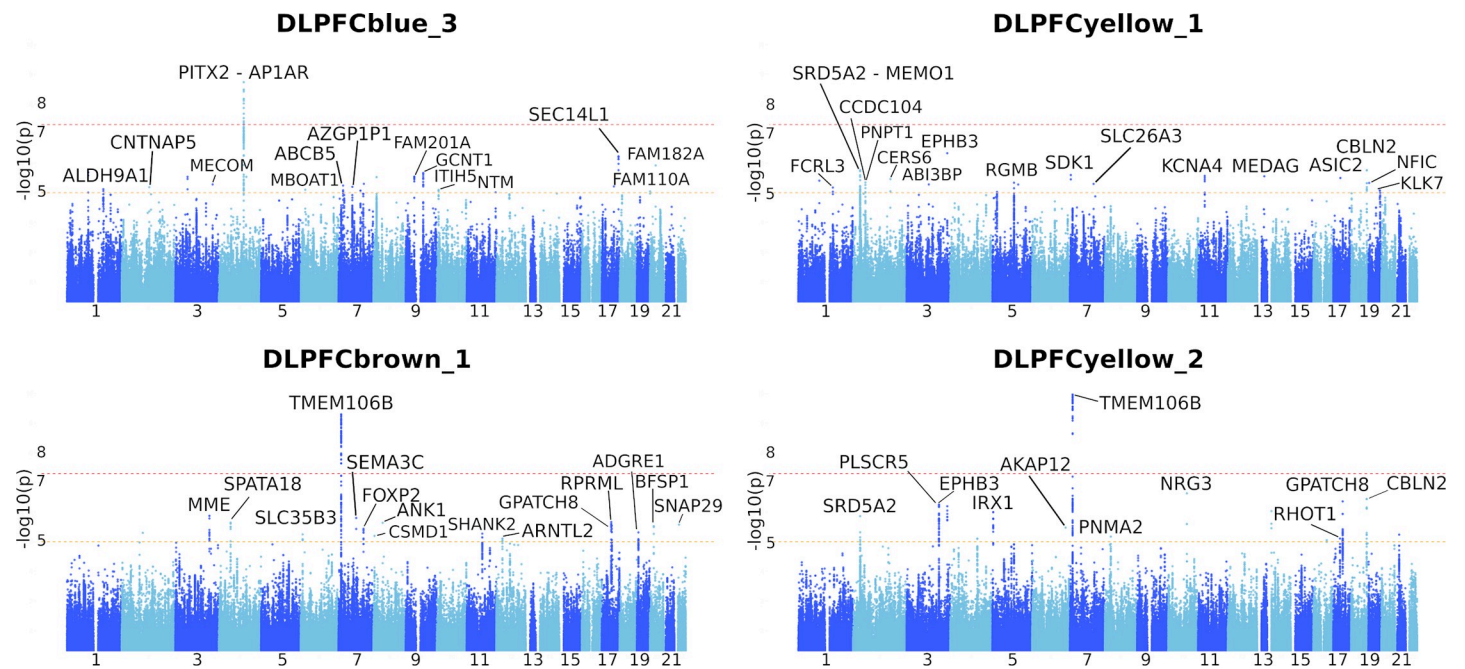 DLPFCblue_3
PITX2 - AP1AR
8
SEC14L1
7
AZGP1P1
CNTNAP5
FAM201A
ABCB5
GCNT1
FAM182A
MECOM
ALDH9A1
MBOAT1
ITIH5
NTM
FAM110A
5
-log10(p)
1 3 5 7 9 11 13 15 17 19 21
DLPFCyellow_1
SRD5A2 - MEMO1
8
CCDC104
7
PNPT1
EPHB3
SLC26A3
CBLN2
CERS6
FCRL3
ABI3BP
RGMB
SDK1
KCNA4
MEDAG
ASIC2
NFIC
KLK7
5
-log10(p)
1 3 5 7 9 11 13 15 17 19 21
DLPFCbrown_1
TMEM106B
8
SEMA3C
ADGRE1
7
SPATA18
RPRML
BFSP1
MME
FOXP2
GPATCH8
SNAP29
SLC35B3
ANK1
SHANK2
CSMD1
ARNTL2
5
-log10(p)
1 3 5 7 9 11 13 15 17 19 21
DLPFCyellow_2
TMEM106B
8
PLSCR5
AKAP12
7
EPHB3
NRG3
GPATCH8
CBLN2
SRD5A2
IRX1
RHOT1
PNMA2
5
-log10(p)
1 3 5 7 9 11 13 15 17 19 21